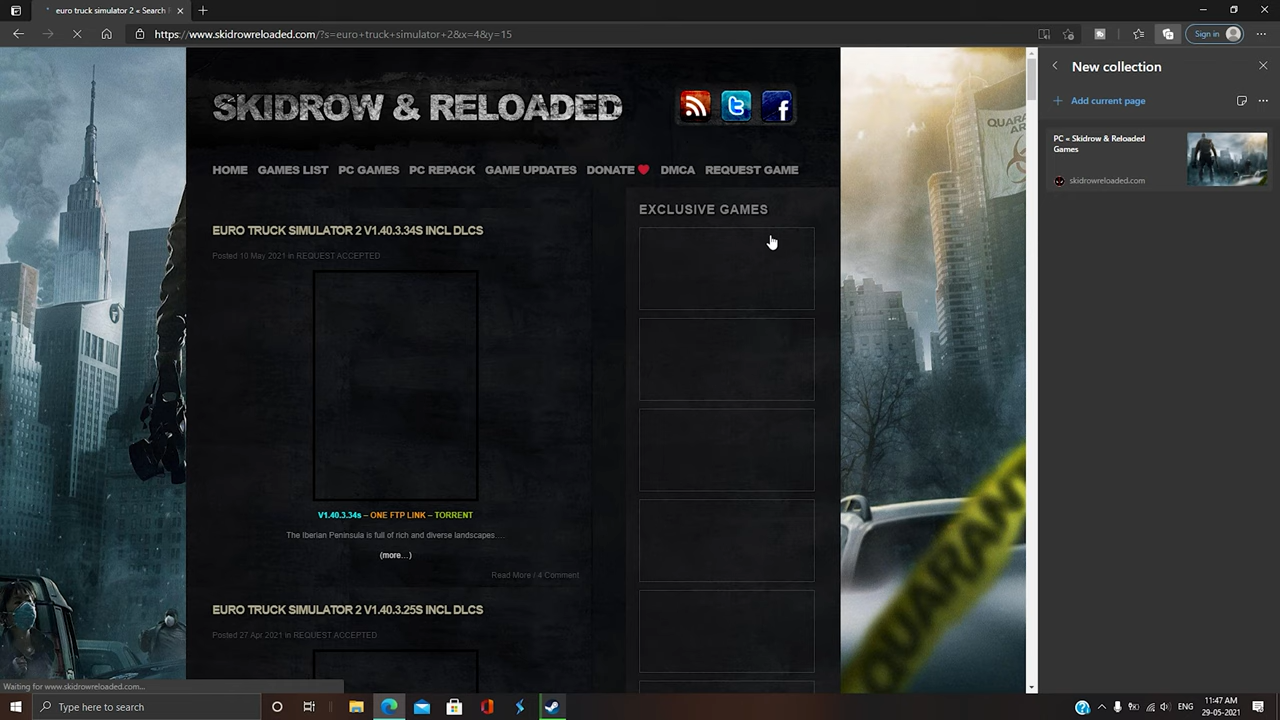 euro truck simulator 2 « Search
https://www.skidrowreloaded.com/?s=euro+truck+simulator+2&x=4&y=15
Sign in
SKIDROW & RELOADED
HOME GAMES LIST PC GAMES PC REPACK GAME UPDATES DONATE DMCA REQUEST GAME
EURO TRUCK SIMULATOR 2 V1.40.3.34S INCL DLCS
Posted 10 May 2021 in REQUEST ACCEPTED
V1.40.3.34s – ONE FTP LINK – TORRENT
The Iberian Peninsula is full of rich and diverse landscapes….
(more…)
Read More / 4 Comment
EURO TRUCK SIMULATOR 2 V1.40.3.25S INCL DLCS
Posted 27 Apr 2021 in REQUEST ACCEPTED
EXCLUSIVE GAMES
QUARANTINE
New collection
Add current page
PC « Skidrow & Reloaded
Games
skidrowreloaded.com
Waiting for www.skidrowreloaded.com...
Type here to search
ENG
11:47 AM
29-05-2021